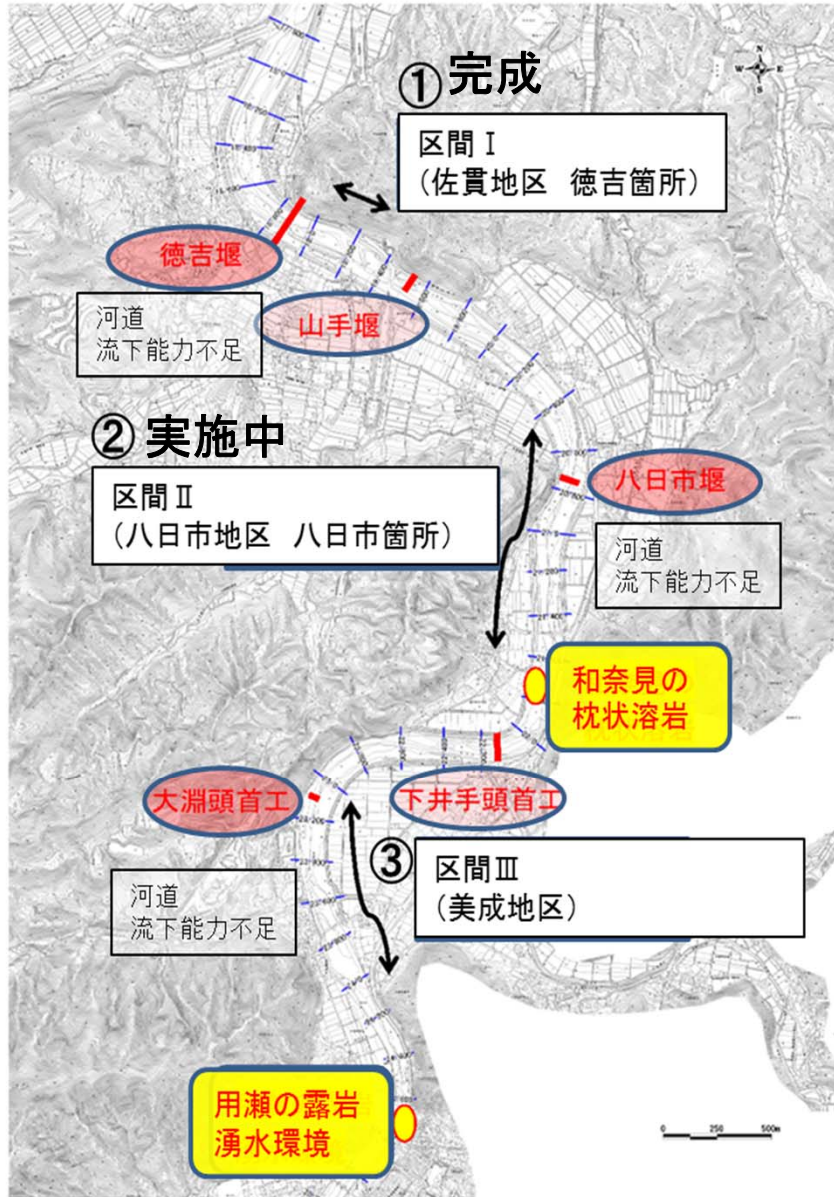 ① 完成
N
W E
S
区間Ⅰ
(佐貫地区 徳吉箇所)
徳吉堰
河道
流下能力不足
山手堰
② 実施中
区間Ⅱ
(八日市地区 八日市箇所)
八日市堰
河道
流下能力不足
和奈見の
枕状溶岩
大淵頭首工
下井手頭首工
③
区間Ⅲ
(美成地区)
河道
流下能力不足
用瀬の露岩
湧水環境
0 250 500m